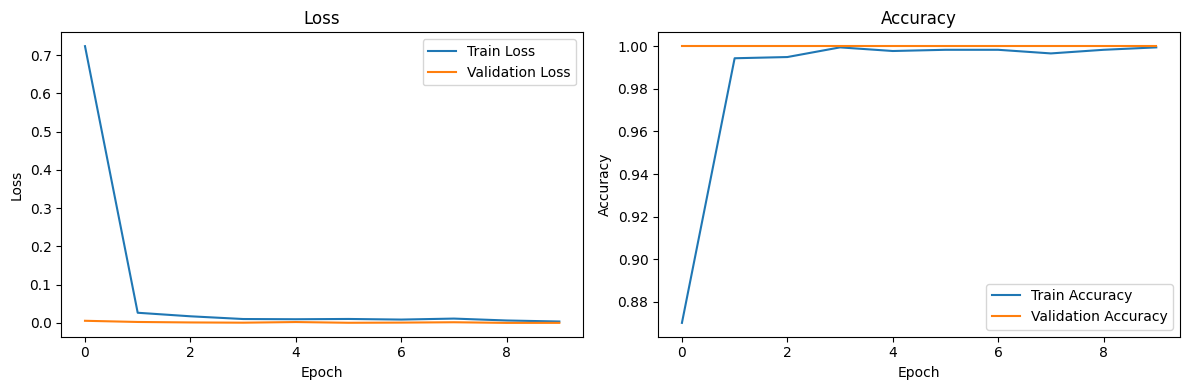 Loss
Train Loss
Validation Loss
0.7
0.6
0.5
0.4
0.3
0.2
0.1
0.0
Loss
0 2 4 6 8
Epoch
Accuracy
1.00
0.98
0.96
0.94
0.92
0.90
0.88
Accuracy
Train Accuracy
Validation Accuracy
0 2 4 6 8
Epoch